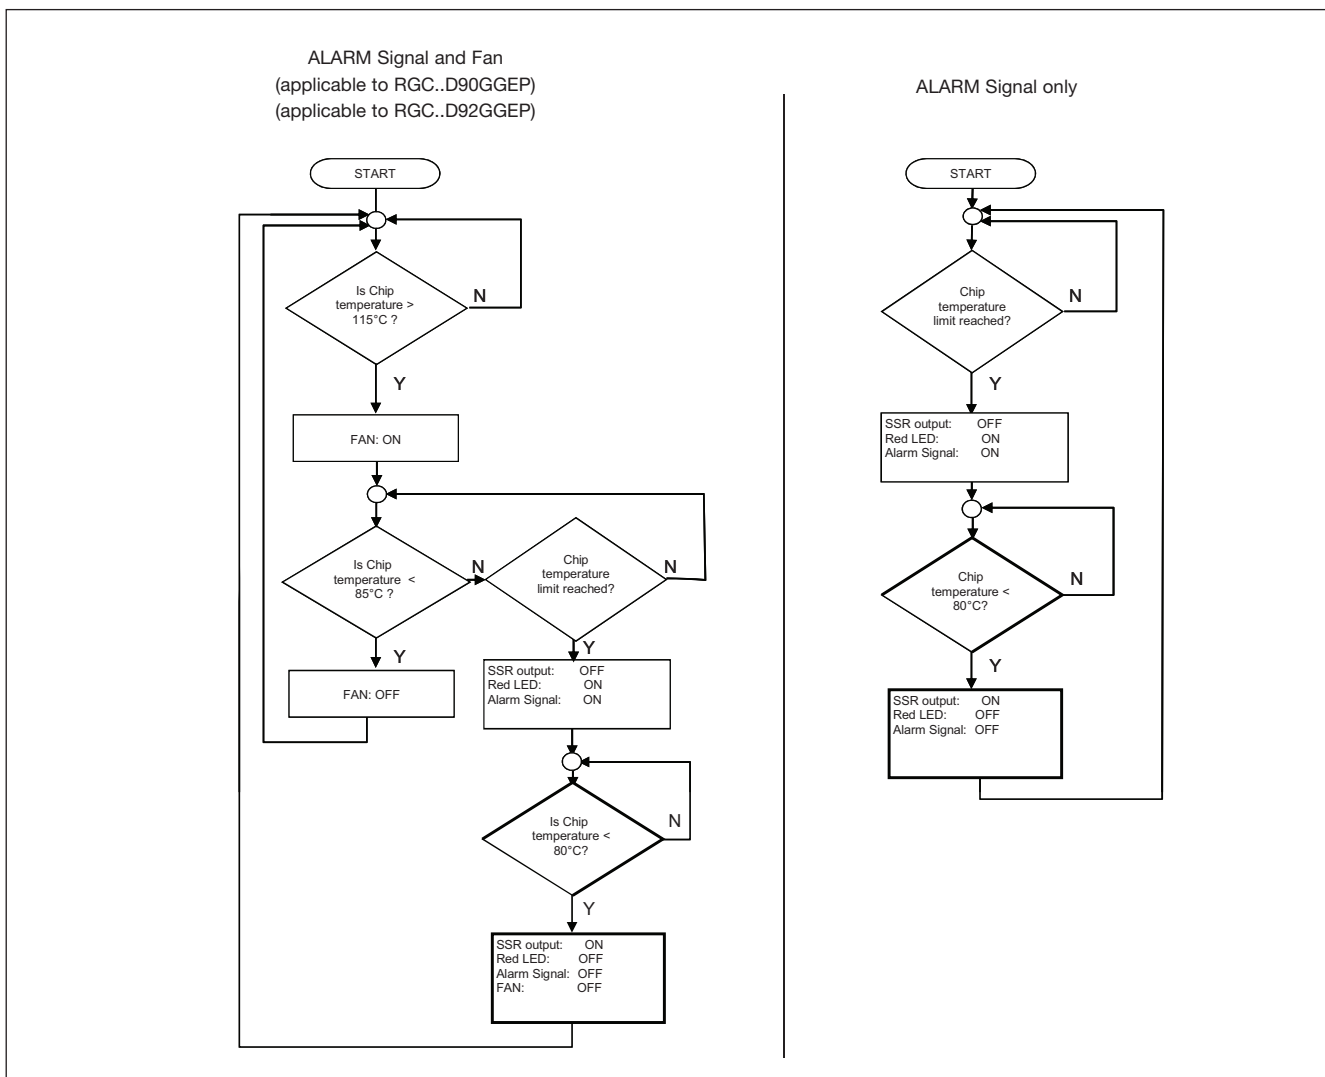 ALARM Signal and Fan
(applicable to RGC..D90GGEP)
(applicable to RGC..D92GGEP)
START
Is Chip
temperature >
115°C ?
N
Y
FAN: ON
Is Chip
temperature <
85°C ?
N
Y
FAN: OFF
Chip
temperature
limit reached?
N
Y
SSR output: OFF
Red LED: ON
Alarm Signal: ON
Is Chip
temperature <
80°C?
N
Y
SSR output: ON
Red LED: OFF
Alarm Signal: OFF
FAN: OFF
ALARM Signal only
START
Chip
temperature
limit reached?
N
Y
SSR output: OFF
Red LED: ON
Alarm Signal: ON
Chip
temperature <
80°C?
N
Y
SSR output: ON
Red LED: OFF
Alarm Signal: OFF